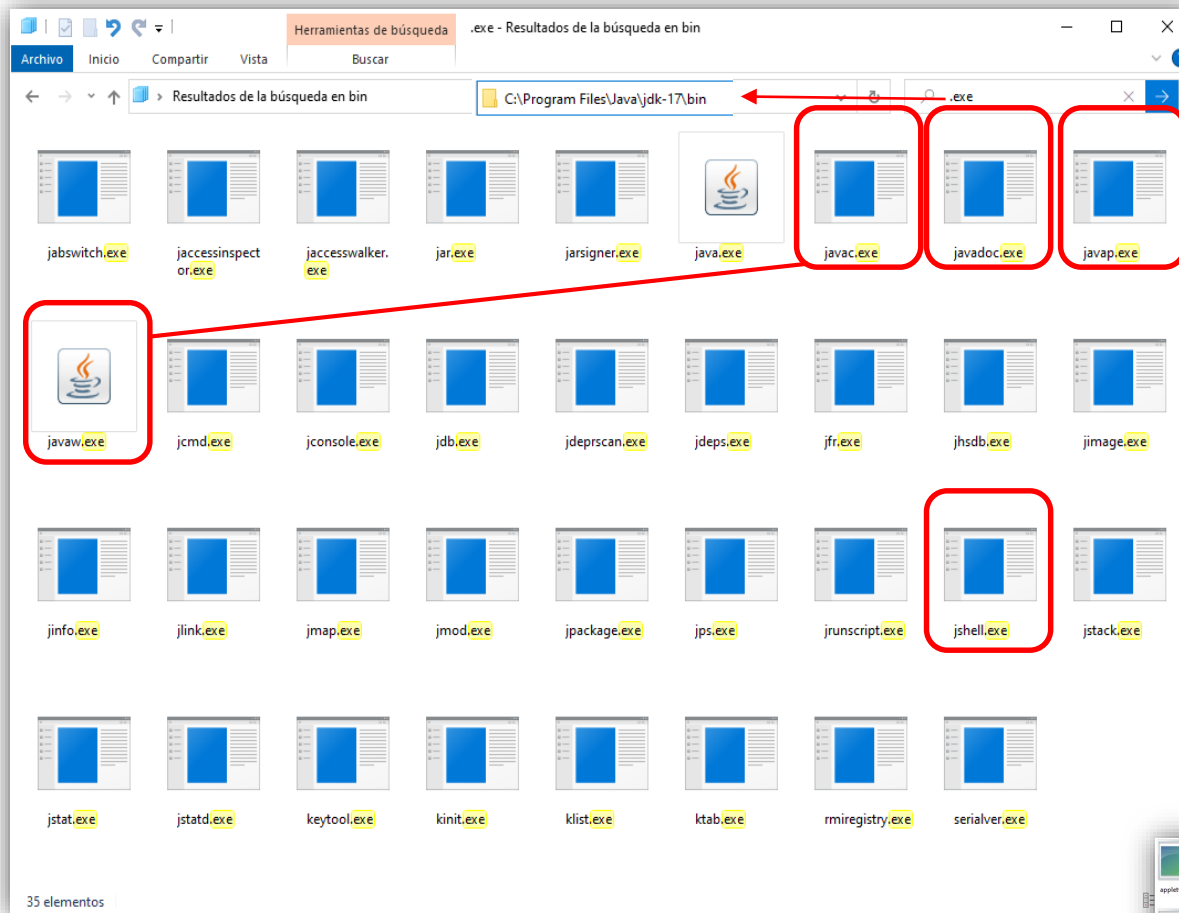 Herramientas de búsqueda
.exe - Resultados de la búsqueda en bin
Archivo Inicio Compartir Vista Buscar
Resultados de la búsqueda en bin
C:\Program Files\Java\jdk-17\bin
.exe
jabswitch.exe
jaccessinspect
or.exe
jaccesswalker.
exe
jar.exe
jarsigner.exe
java.exe
javac.exe
javadoc.exe
javap.exe
javaw.exe
jcmd.exe
jconsole.exe
jdb.exe
jdeprscan.exe
jdeps.exe
jfr.exe
jhsdb.exe
jimage.exe
jinfo.exe
jlink.exe
jmap.exe
jmod.exe
jpackage.exe
jps.exe
jrunscript.exe
jshell.exe
jstack.exe
jstat.exe
jstatd.exe
keytool.exe
kinit.exe
klist.exe
ktab.exe
rmiregistry.exe
serialver.exe
35 elementos